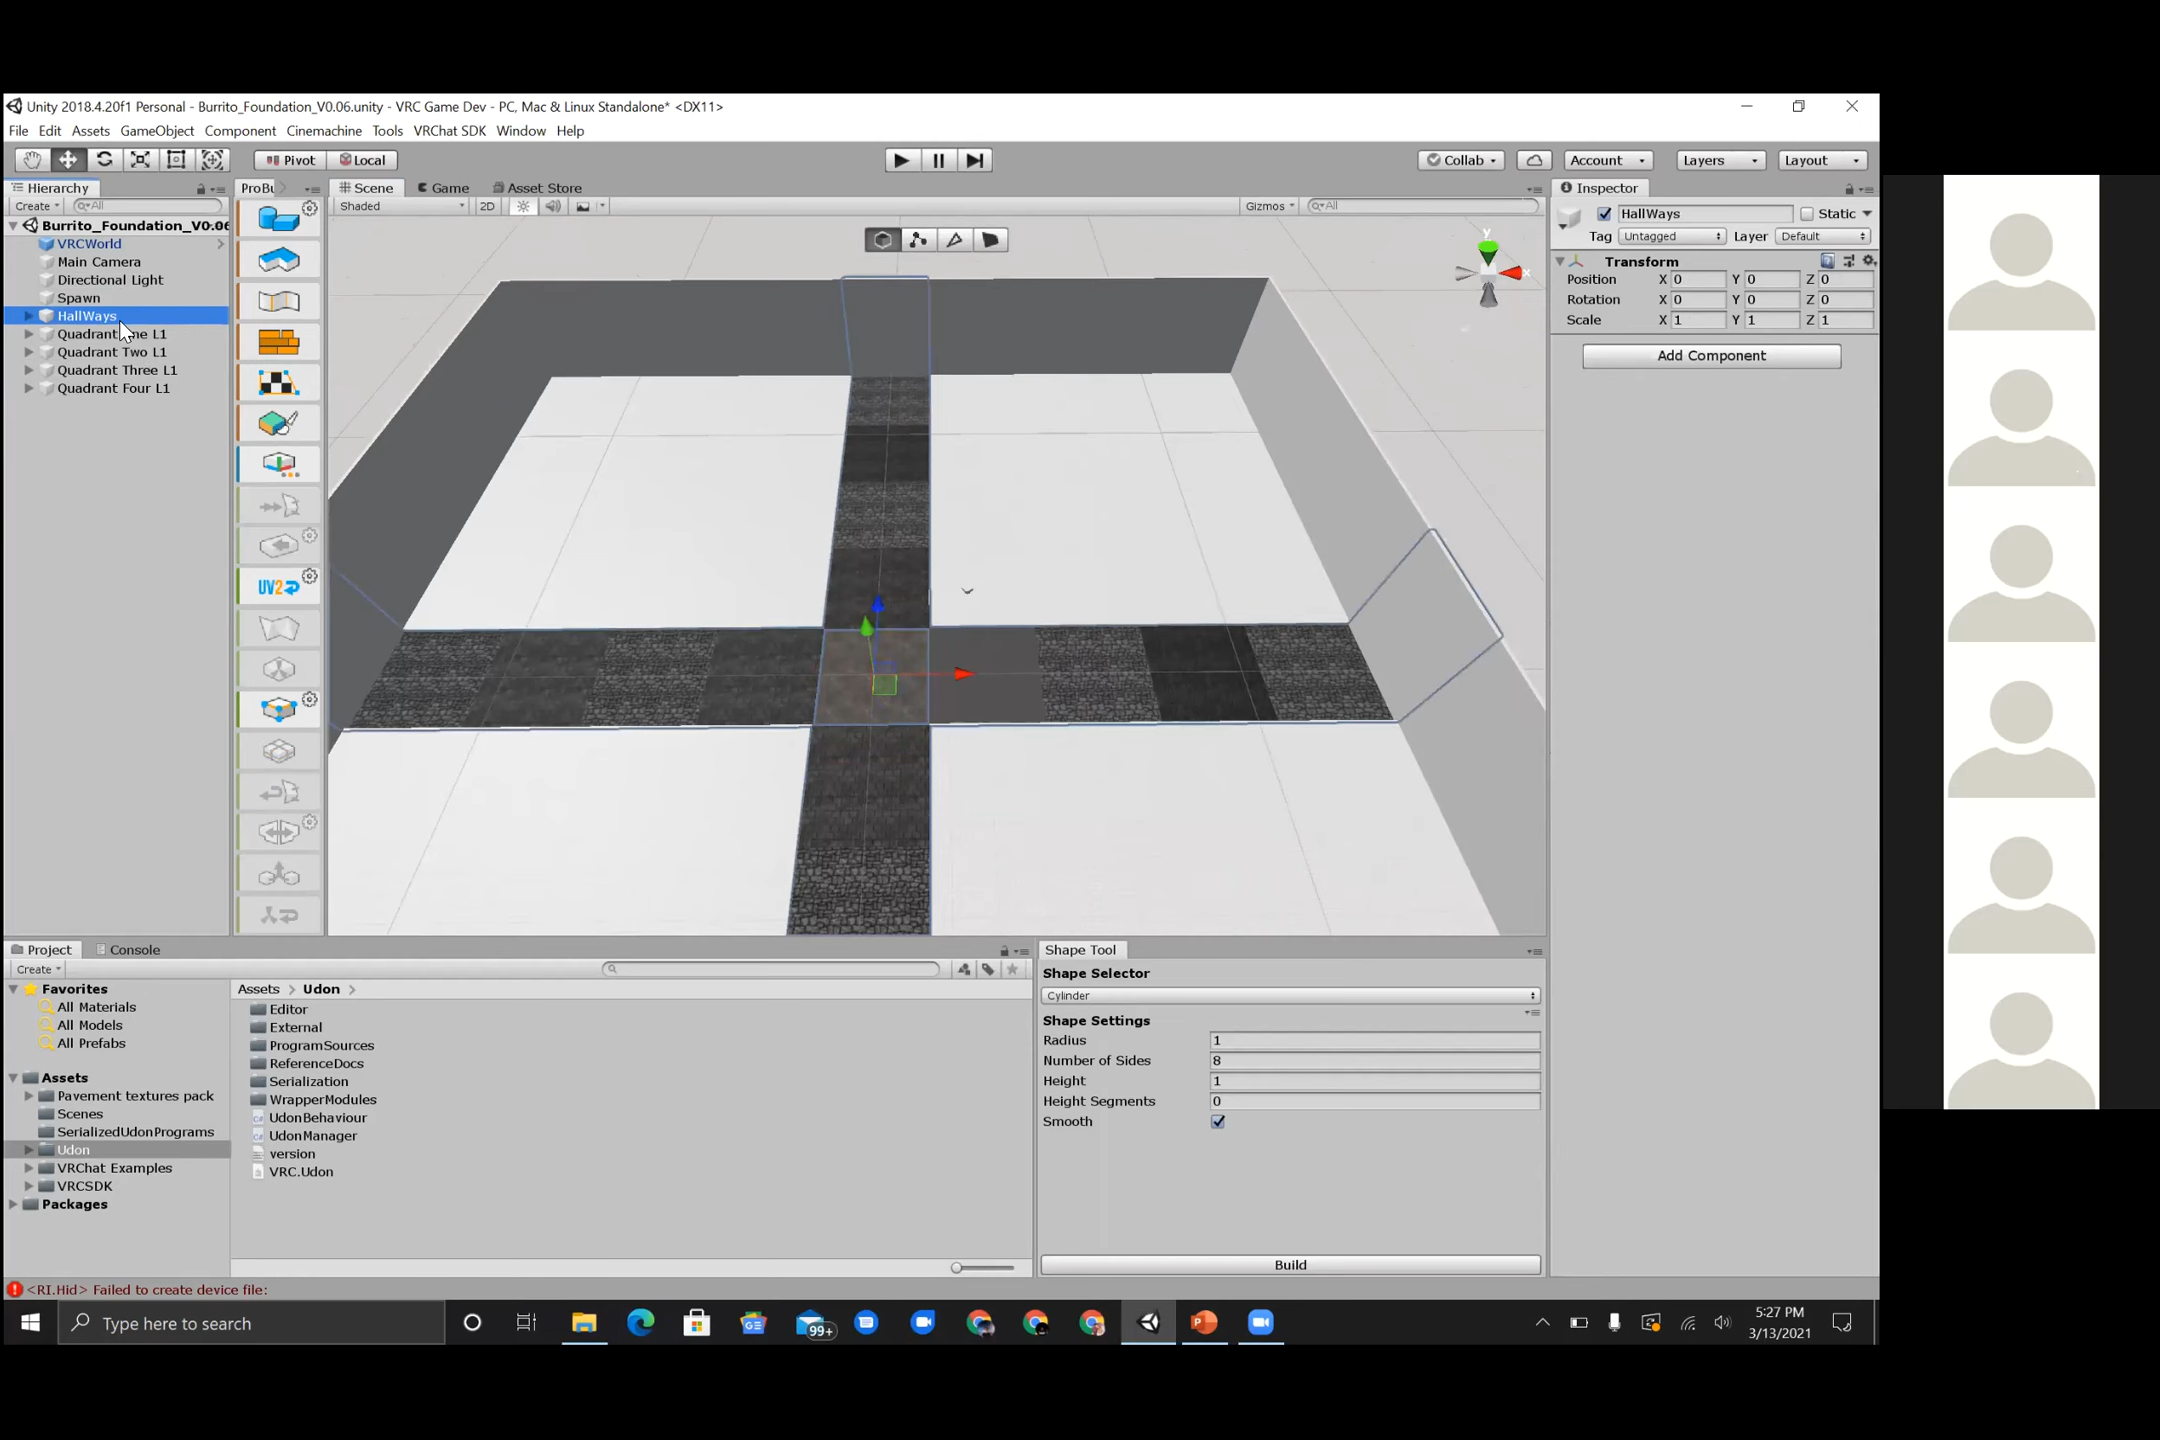 Unity 2018.4.20f1 Personal - Burrito_Foundation_V0.06.unity - VRC Game Dev - PC, Mac & Linux Standalone* <DX11>
File Edit Assets GameObject Component Cinemachine Tools VRChat SDK Window Help
Pivot Local Collab Account Layers Layout
Hierarchy
Create All
Burrito_Foundation_V0.06
VRCWorld
Main Camera
Directional Light
Spawn
HallWays
Quadrant ne L1
Quadrant Two L1
Quadrant Three L1
Quadrant Four L1
ProBu
UV2
Scene Game Asset Store
Shaded 2D Gizmos All
y
Inspector
HallWays Static
Tag Untagged Layer Default
Transform
Position X 0 Y 0 Z 0
Rotation X 0 Y 0 Z 0
Scale X 1 Y 1 Z 1
Add Component
Project Console
Create
Favorites
All Materials
All Models
All Prefabs
Assets
Pavement textures pack
Scenes
SerializedUdonPrograms
Udon
VRChat Examples
VRCSDK
Packages
Assets > Udon >
Editor
External
ProgramSources
ReferenceDocs
Serialization
WrapperModules
UdonBehaviour
UdonManager
version
VRC.Udon
Shape Tool
Shape Selector
Cylinder
Shape Settings
Radius 1
Number of Sides 8
Height 1
Height Segments 0
Smooth
Build
<RI.Hid> Failed to create device file:
Type here to search
99+
5:27 PM
3/13/2021